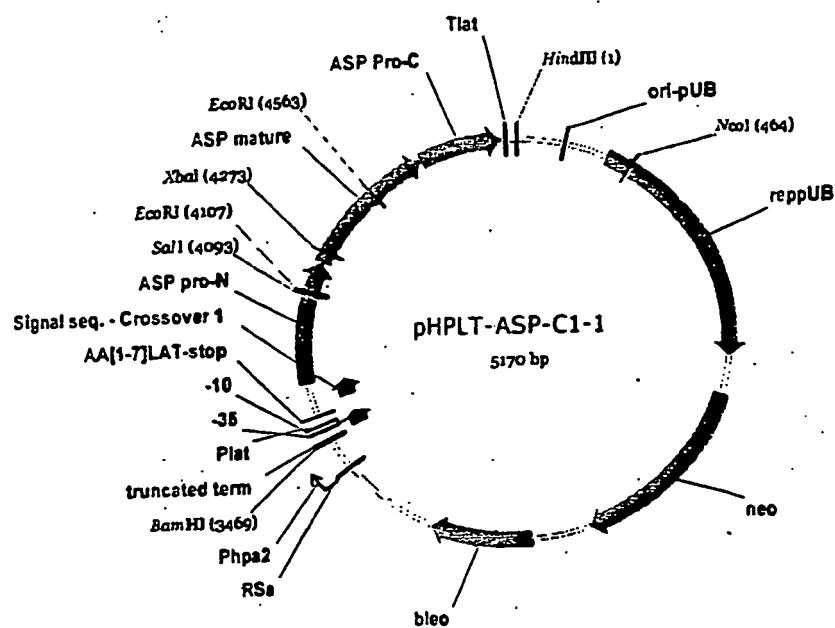 Tlat
HindIII (1)
ASP Pro-C
ori-pUB
EcoRI (4563)
NcoI (464)
ASP mature
XbaI (4273)
reppUB
EcoRI (4107)
SalI (4093)
ASP pro-N
Signal seq. - Crossover 1
pHPLT-ASP-C1-1
5170 bp
AA[1-7]LAT-stop
-10
-35
Plat
truncated term
BamHI (3469)
neo
Phpa2
RSa
bleo